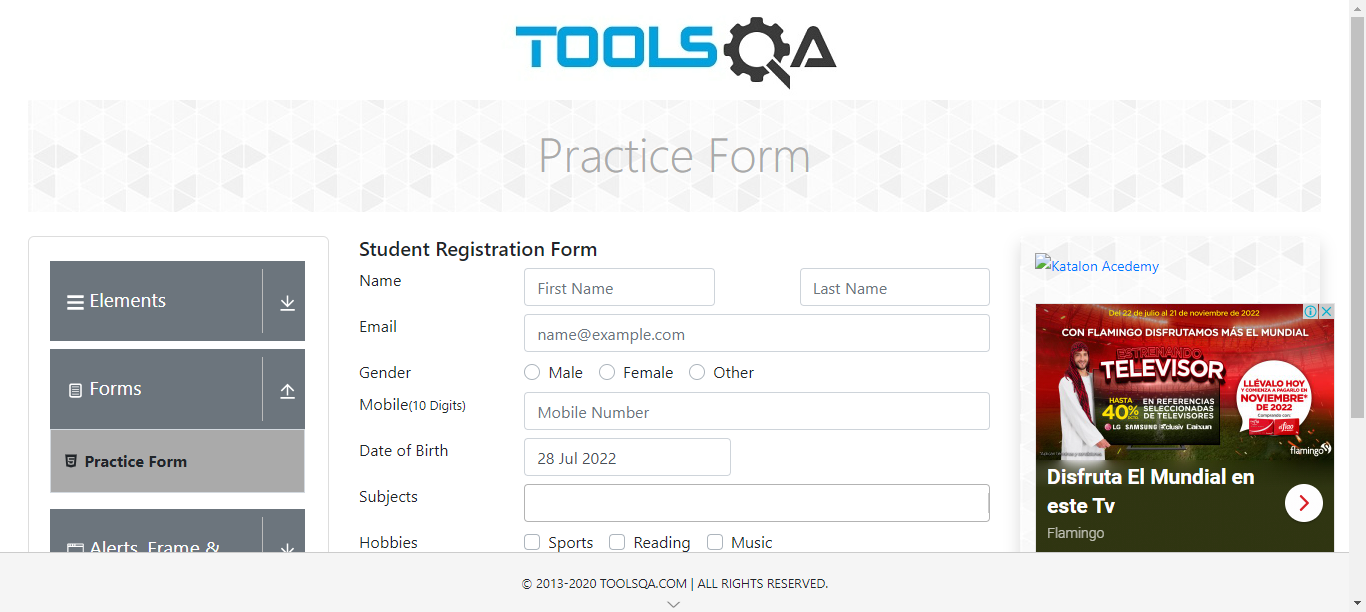 TOOLSQA
Practice Form
Elements
Forms
Practice Form
Alerts, Frame &
Student Registration Form
Name
First Name
Last Name
Email
name@example.com
Gender
Male
Female
Other
Mobile(10 Digits)
Mobile Number
Date of Birth
28 Jul 2022
Subjects
Hobbies
Sports
Reading
Music
Katalon Acedemy
Del 22 de julio al 21 de noviembre de 2022
CON FLAMINGO DISFRUTAMOS MÁS EL MUNDIAL
ESTRENANDO
TELEVISOR
HASTA
40%
EN REFERENCIAS
SELECCIONADAS
DE TELEVISORES
LG SAMSUNG Xclusiv Caixun
LLÉVALO HOY
Y COMIENZA A PAGARLO EN
NOVIEMBRE*
DE 2022
flamingo
Disfruta El Mundial en
este Tv
Flamingo
© 2013-2020 TOOLSQA.COM | ALL RIGHTS RESERVED.